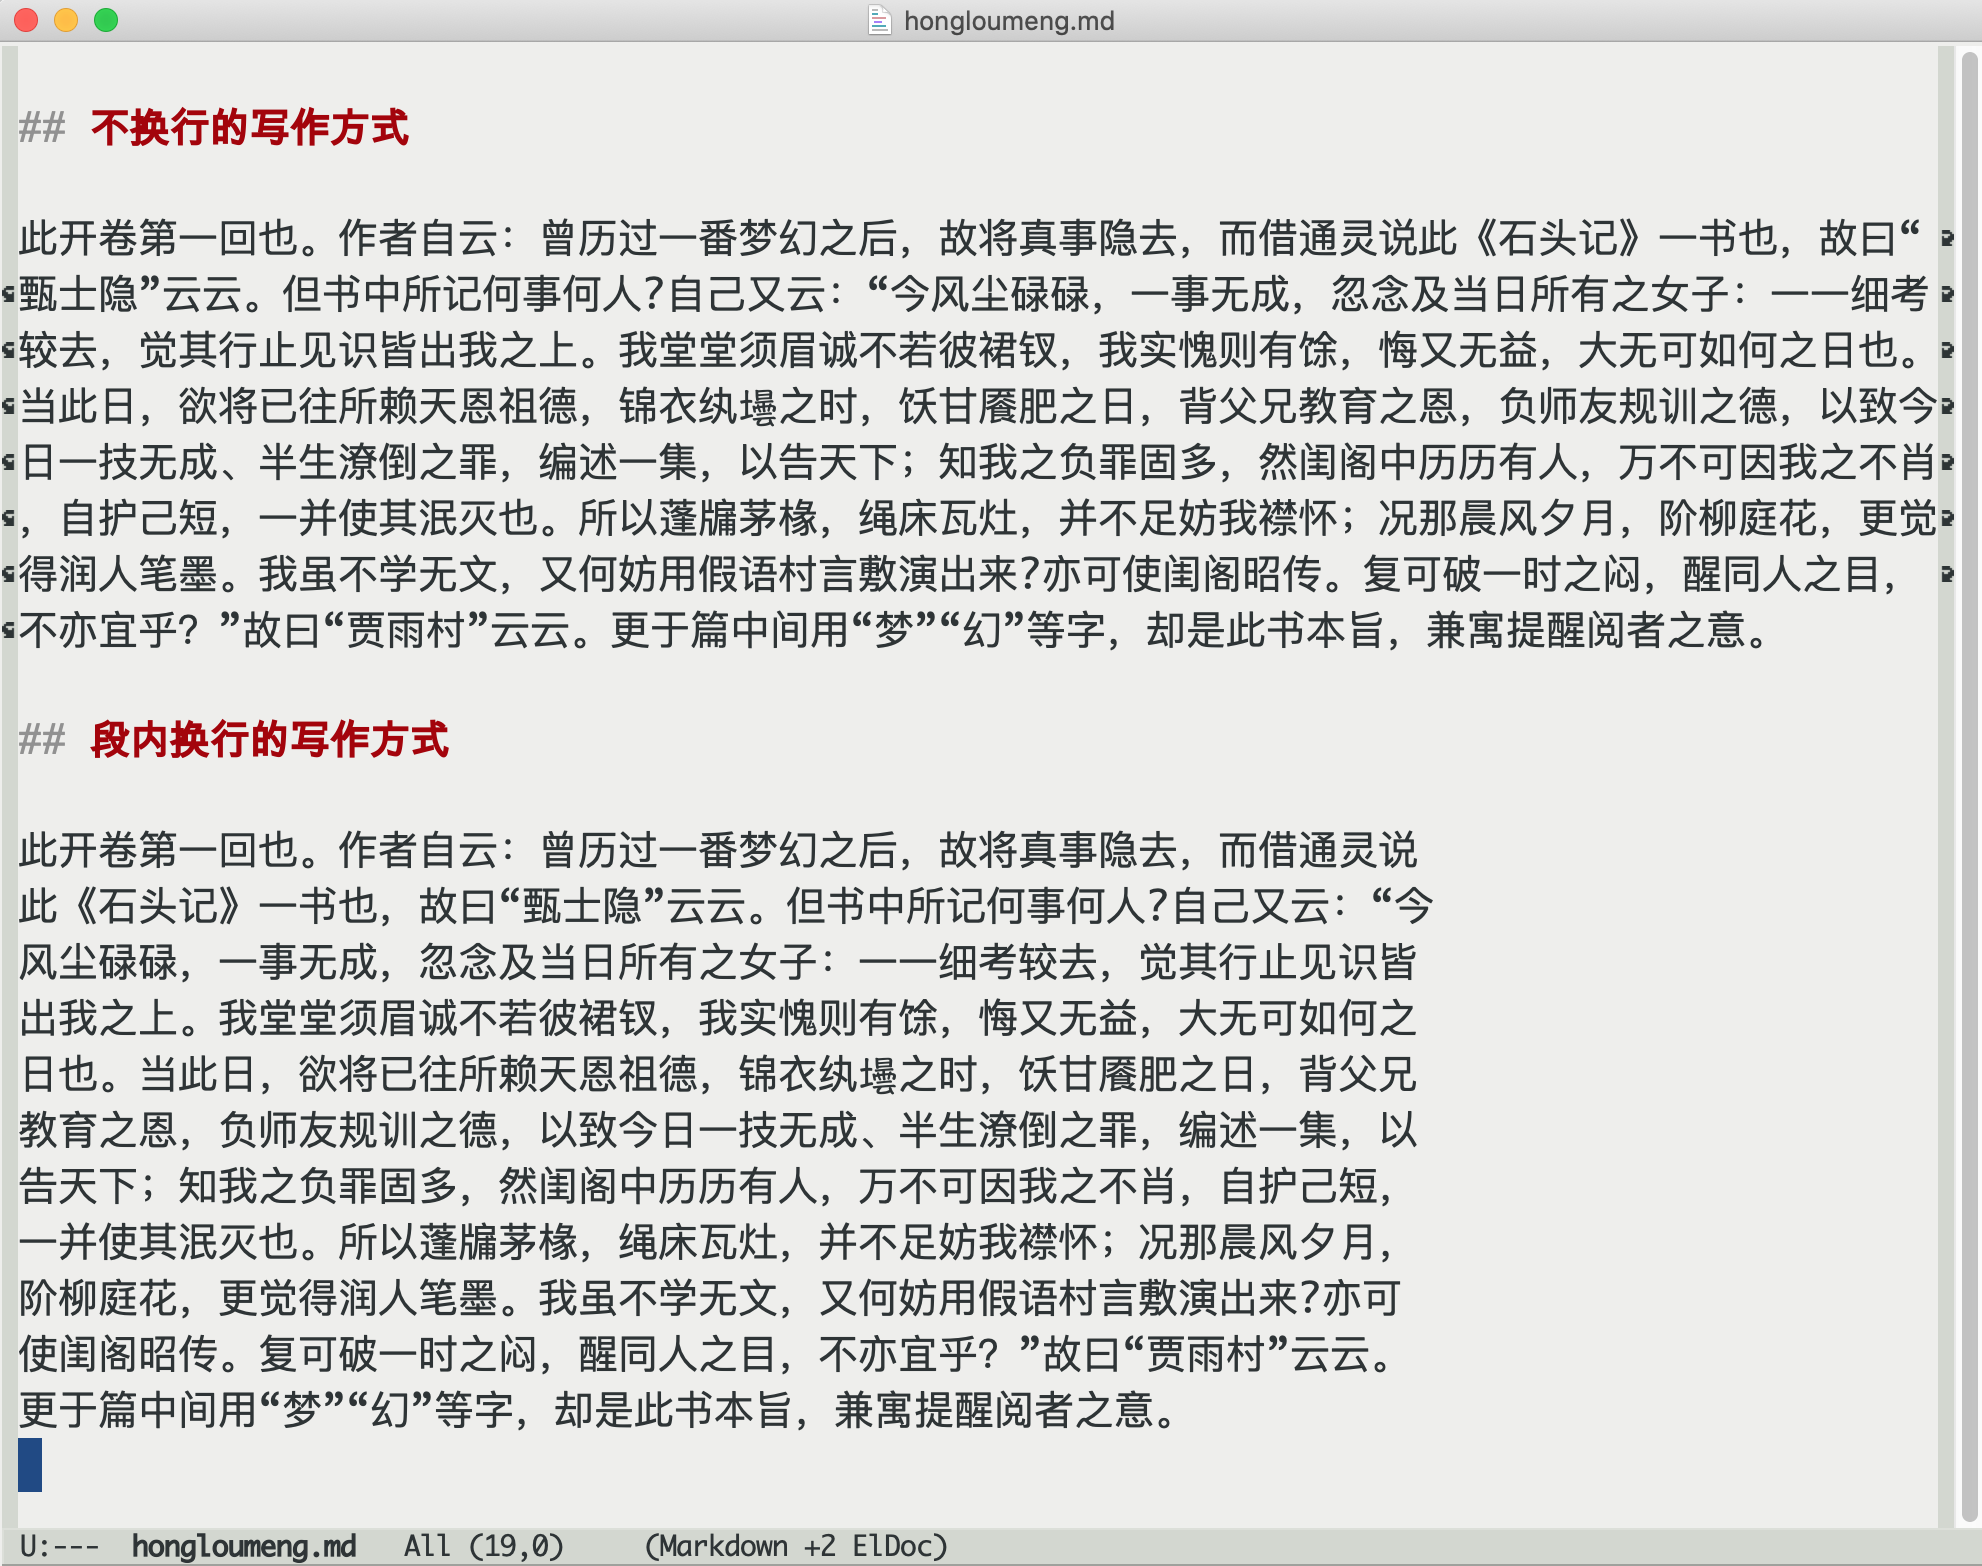 hongloumeng.md
## 不换行的写作方式
此开卷第一回也。作者自云：曾历过一番梦幻之后，故将真事隐去，而借通灵说此《石头记》一书也，故曰“
甄士隐”云云。但书中所记何事何人?自己又云：“今风尘碌碌，一事无成，忽念及当日所有之女子：一一细考
较去，觉其行止见识皆出我之上。我堂堂须眉诚不若彼裙钗，我实愧则有馀，悔又无益，大无可如何之日也。
当此日，欲将已往所赖天恩祖德，锦衣纨之时，饫甘餍肥之日，背父兄教育之恩，负师友规训之德，以致今
日一技无成、半生潦倒之罪，编述一集，以告天下；知我之负罪固多，然闺阁中历历有人，万不可因我之不肖
，自护己短，一并使其泯灭也。所以蓬牖茅椽，绳床瓦灶，并不足妨我襟怀；况那晨风夕月，阶柳庭花，更觉
得润人笔墨。我虽不学无文，又何妨用假语村言敷演出来?亦可使闺阁昭传。复可破一时之闷，醒同人之目，
不亦宜乎？”故曰“贾雨村”云云。更于篇中间用“梦”“幻”等字，却是此书本旨，兼寓提醒阅者之意。
## 段内换行的写作方式
此开卷第一回也。作者自云：曾历过一番梦幻之后，故将真事隐去，而借通灵说
此《石头记》一书也，故曰“甄士隐”云云。但书中所记何事何人?自己又云：“今
风尘碌碌，一事无成，忽念及当日所有之女子：一一细考较去，觉其行止见识皆
出我之上。我堂堂须眉诚不若彼裙钗，我实愧则有馀，悔又无益，大无可如何之
日也。当此日，欲将已往所赖天恩祖德，锦衣纨之时，饫甘餍肥之日，背父兄
教育之恩，负师友规训之德，以致今日一技无成、半生潦倒之罪，编述一集，以
告天下；知我之负罪固多，然闺阁中历历有人，万不可因我之不肖，自护己短，
一并使其泯灭也。所以蓬牖茅椽，绳床瓦灶，并不足妨我襟怀；况那晨风夕月，
阶柳庭花，更觉得润人笔墨。我虽不学无文，又何妨用假语村言敷演出来?亦可
使闺阁昭传。复可破一时之闷，醒同人之目，不亦宜乎？”故曰“贾雨村”云云。
更于篇中间用“梦”“幻”等字，却是此书本旨，兼寓提醒阅者之意。
U:--- hongloumeng.md All (19,0) (Markdown +2 ElDoc)